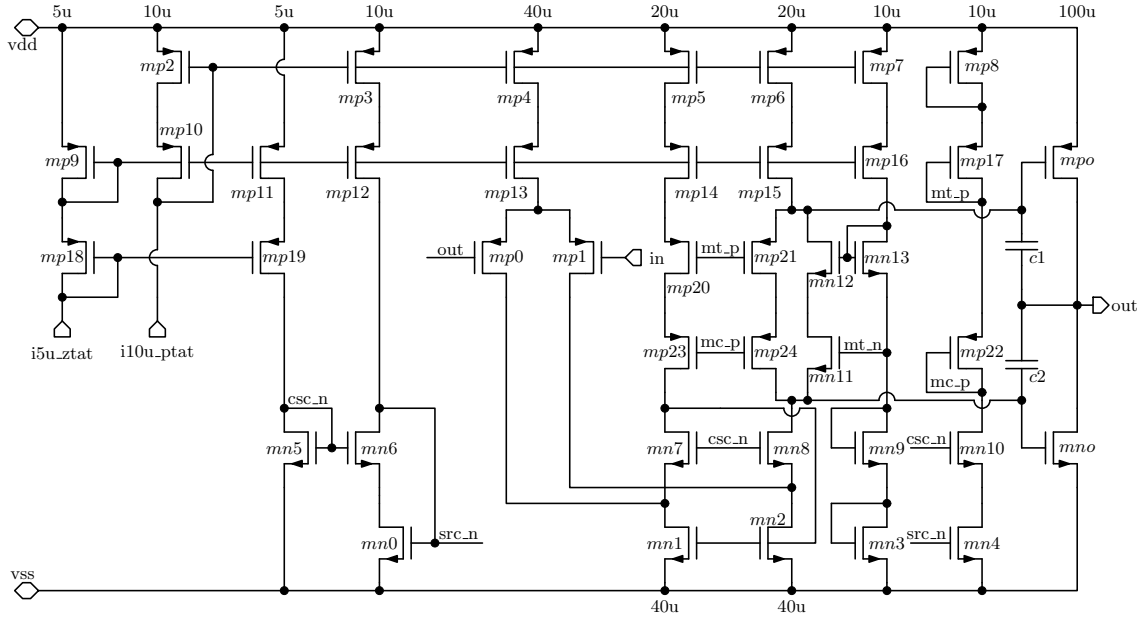 5u 10u 5u 10u 40u 20u 20u 10u 10u 100u
vdd
mp2 mp3 mp4 mp5 mp6 mp7 mp8
mp10
mp9 mp11 mp12 mp13 mp14 mp15 mp16 mp17 mpo
mt_p
mp18 mp19 out mp0 mp1 in mt_p mp21 mn13 c1
mp20 mn12
out
i5u_ztat i10u_ptat
mp23 mc_p mp24 mt_n mp22
mn11 mc_p c2
csc_n
mn5 mn6 mn7 csc_n mn8 mn9 csc_n mn10 mno
mn2
mn0 src_n mn1 mn3 src_n mn4
vss
40u 40u